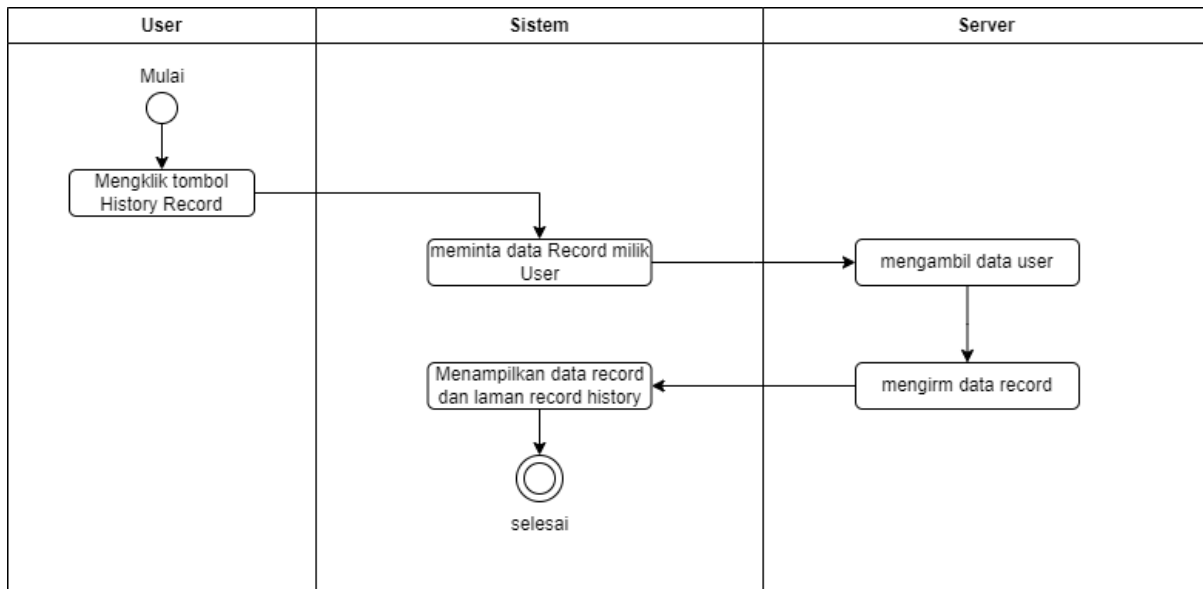 User
Sistem
Server
Mulai
Mengklik tombol
History Record
meminta data Record milik
User
mengambil data user
mengirm data record
Menampilkan data record
dan laman record history
selesai